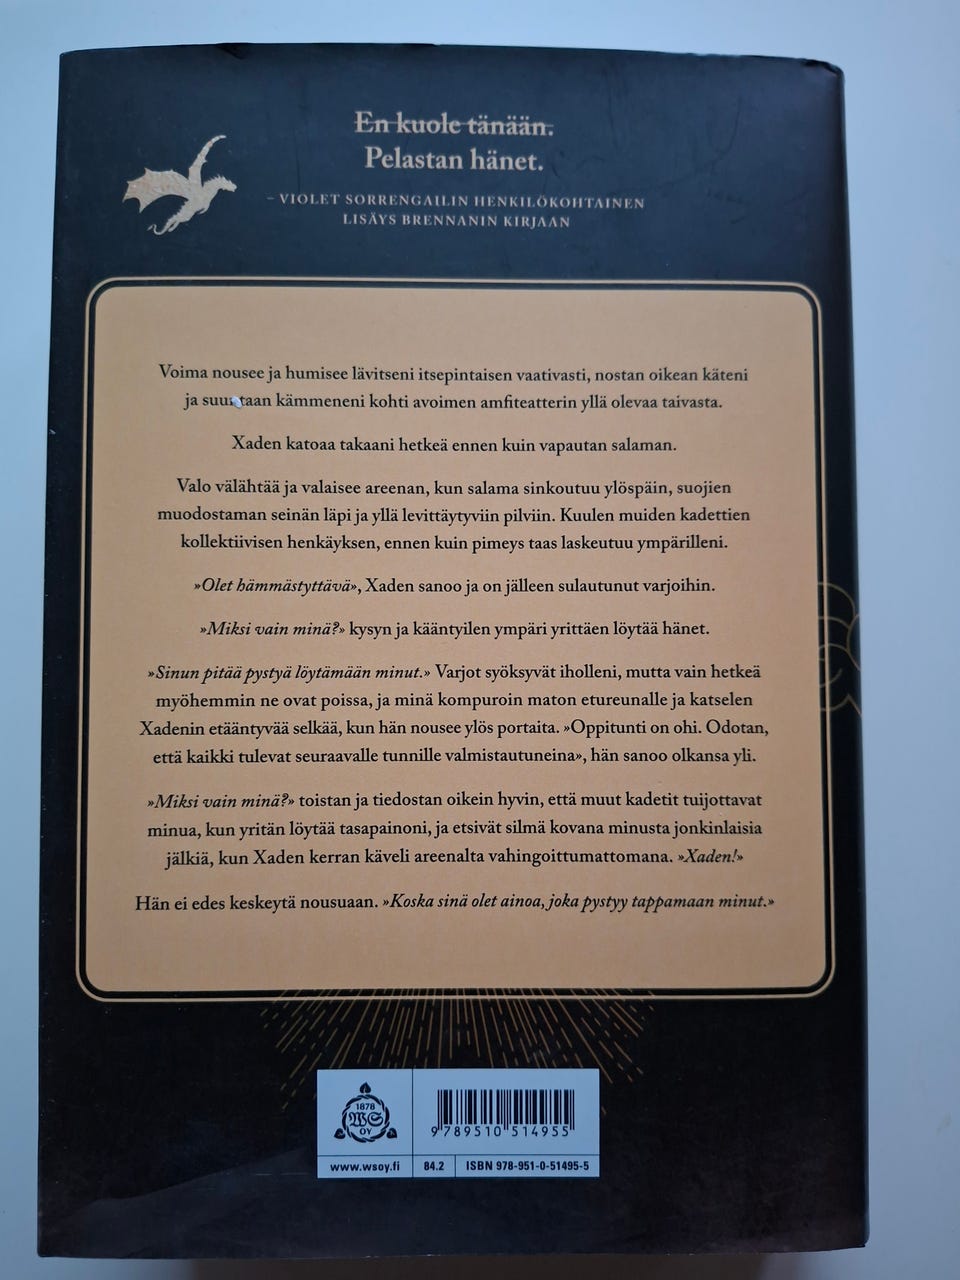 En kuole tänään.
Pelastan hänet.
– VIOLET SORRENGAILIN HENKILÖKOHTAINEN
LISÄYS BRENNANIN KIRJAAN
Voima nousee ja humisee lävitseni itsepintaisen vaativasti, nostan oikean käteni
ja suuntaan kämmeneni kohti avoimen amfiteatterin yllä olevaa taivasta.
Xaden katoaa takaani hetkeä ennen kuin vapautan salaman.
Valo välähtää ja valaisee areenan, kun salama sinkoutuu ylöspäin, suojien
muodostaman seinän läpi ja yllä levittäytyviin pilviin. Kuulen muiden kadettien
kollektiivisen henkäyksen, ennen kuin pimeys taas laskeutuu ympärilleni.
»Olet hämmästyttävä», Xaden sanoo ja on jälleen sulautunut varjoihin.
»Miksi vain minä?» kysyn ja kääntyilen ympäri yrittäen löytää hänet.
»Sinun pitää pystyä löytämään minut.» Varjot syöksyvät iholleni, mutta vain hetkeä
myöhemmin ne ovat poissa, ja minä kompuroin maton etureunalle ja katselen
Xadenin etääntyvää selkää, kun hän nousee ylös portaita. »Oppitunti on ohi. Odotan,
että kaikki tulevat seuraavalle tunnille valmistautuneina», hän sanoo olkansa yli.
»Miksi vain minä?» toistan ja tiedostan oikein hyvin, että muut kadetit tuijottavat
minua, kun yritän löytää tasapainoni, ja etsivät silmä kovana minusta jonkinlaisia
jälkiä, kun Xaden kerran käveli areenalta vahingoittumattomana. »Xaden!»
Hän ei edes keskeytä nousuaan. »Koska sinä olet ainoa, joka pystyy tappamaan minut.»
1878
WS
OY
9 789510 514955
www.wsoy.fi
84.2
ISBN 978-951-0-51495-5